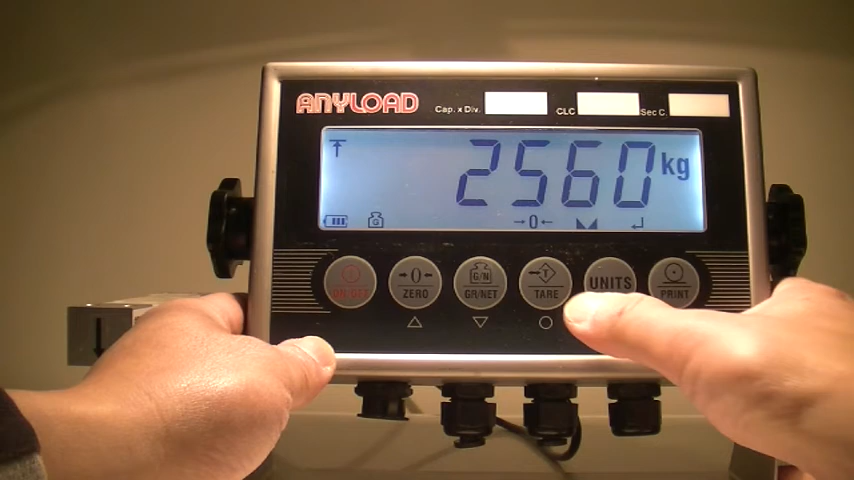 ANYLOAD Cap. x Div. CLC Sec C.
2560 kg
G →0← 
ON/OFF →0← ZERO G/N GR/NET T TARE UNITS PRINT